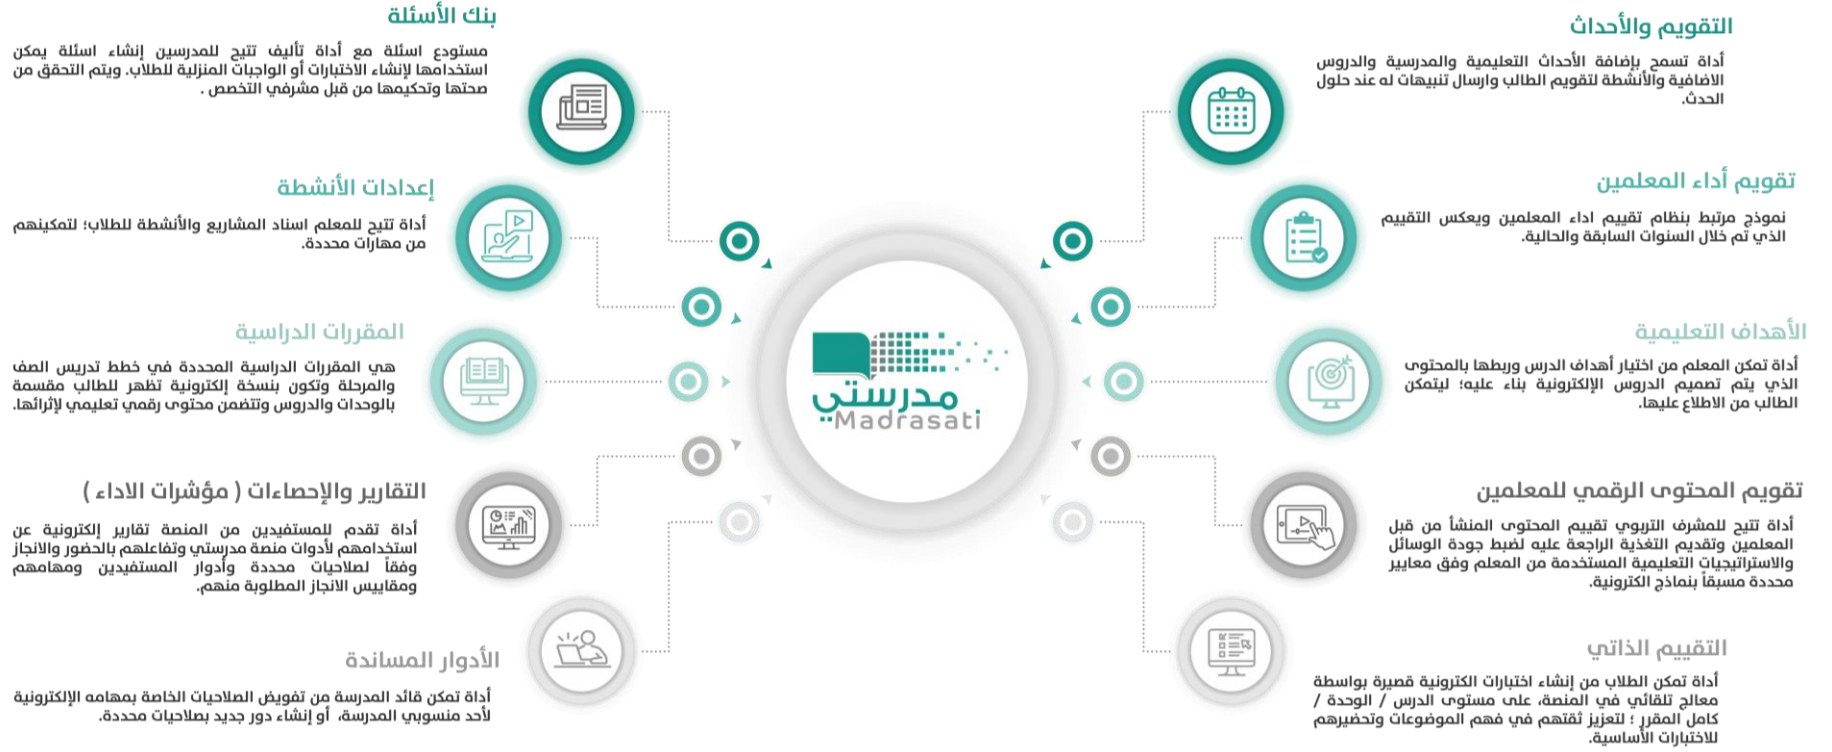 التقويم والأحداث
أداة تسمح بإضافة الأحداث التعليمية والمدرسية والدروس
الاضافية والأنشطة لتقويم الطالب وارسال تنبيهات له عند حلول
الحدث.
تقويم أداء المعلمين
نموذج مرتبط بنظام تقييم اداء المعلمين ويعكس التقييم
الذي تم خلال السنوات السابقة والحالية.
الأهداف التعليمية
أداة تمكن المعلم من اختيار أهداف الدرس وربطها بالمحتوى
الذي يتم تصميم الدروس الإلكترونية بناء عليه؛ ليتمكن
الطالب من الاطلاع عليها.
تقويم المحتوى الرقمي للمعلمين
أداة تتيح للمشرف التربوي تقييم المحتوى المنشأ من قبل
المعلمين وتقديم التغذية الراجعة عليه لضبط جودة الوسائل
والاستراتيجيات التعليمية المستخدمة من المعلم وفق معايير
محددة مسبقاً بنماذج الكترونية.
التقييم الذاتي
أداة تمكن الطلاب من إنشاء اختبارات الكترونية قصيرة بواسطة
معالج تلقائي في المنصة، على مستوى الدرس / الوحدة /
كامل المقرر ؛ لتعزيز ثقتهم في فهم الموضوعات وتحضيرهم
للاختبارات الأساسية.
مدرستي
Madrasati
بنك الأسئلة
مستودع اسئلة مع أداة تأليف تتيح للمدرسين إنشاء اسئلة يمكن
استخدامها لإنشاء الاختبارات أو الواجبات المنزلية للطلاب. ويتم التحقق من
صحتها وتحكيمها من قبل مشرفي التخصص .
إعدادات الأنشطة
أداة تتيح للمعلم اسناد المشاريع والأنشطة للطلاب؛ لتمكينهم
من مهارات محددة.
المقررات الدراسية
هي المقررات الدراسية المحددة في خطط تدريس الصف
والمرحلة وتكون بنسخة إلكترونية تظهر للطالب مقسمة
بالوحدات والدروس وتتضمن محتوى رقمي تعليمي لإثرائها.
التقارير والإحصاءات ( مؤشرات الاداء )
أداة تقدم للمستفيدين من المنصة تقارير إلكترونية عن
استخدامهم لأدوات منصة مدرستي وتفاعلهم بالحضور والانجاز
وفقاً لصلاحيات محددة وأدوار المستفيدين ومهامهم
ومقاييس الانجاز المطلوبة منهم.
الأدوار المساندة
أداة تمكن قائد المدرسة من تفويض الصلاحيات الخاصة بمهامه الإلكترونية
لأحد منسوبي المدرسة، أو إنشاء دور جديد بصلاحيات محددة.